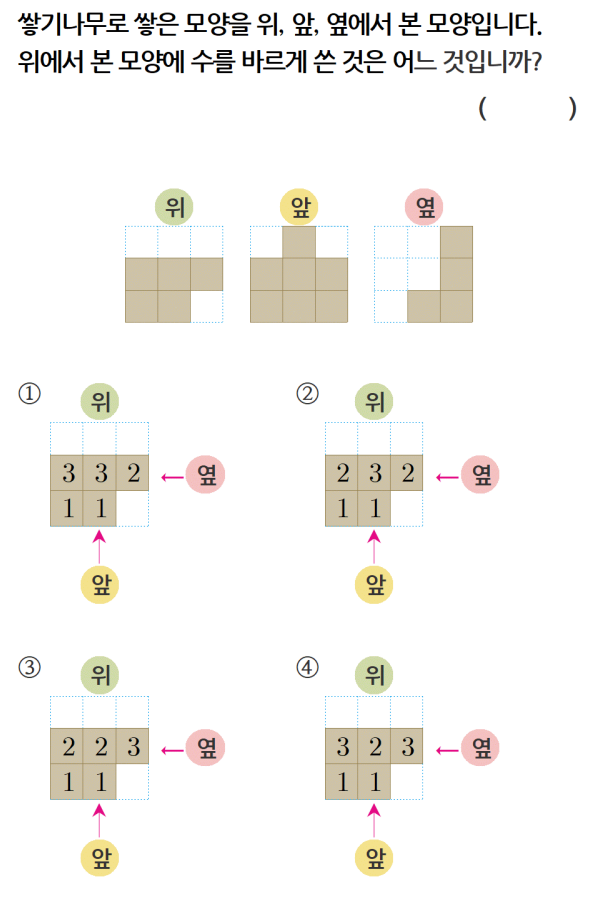 쌓기나무로 쌓은 모양을 위, 앞, 옆에서 본 모양입니다.
위에서 본 모양에 수를 바르게 쓴 것은 어느 것입니까?
( )
위 앞 옆
① 위 ② 위
3 3 2 옆 2 3 2 옆
1 1 1 1
앞 앞
③ 위 ④ 위
2 2 3 옆 3 2 3 옆
1 1 1 1
앞 앞